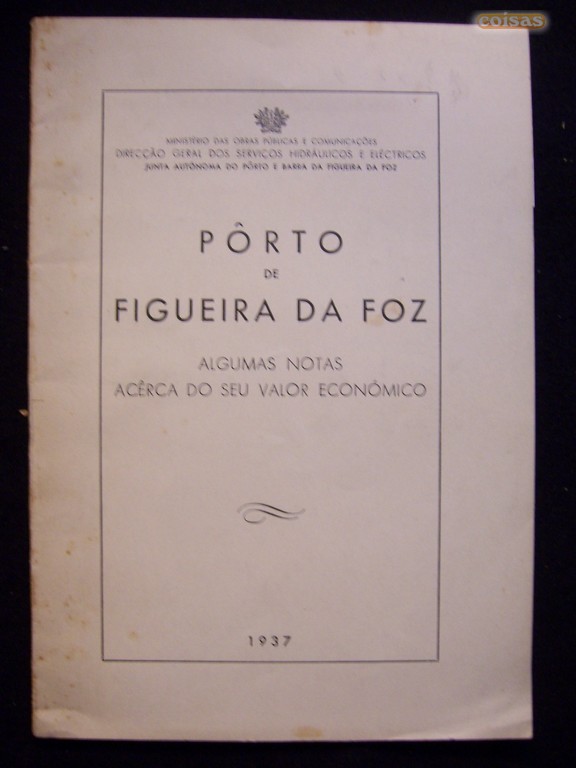 coisas
MINISTÉRIO DAS OBRAS PÚBLICAS E COMUNICAÇÕES
DIRECÇÃO GERAL DOS SERVIÇOS HIDRÁULICOS E ELÉCTRICOS
JUNTA AUTÓNOMA DO PÔRTO E BARRA DA FIGUEIRA DA FOZ
PÔRTO
DE
FIGUEIRA DA FOZ
ALGUMAS NOTAS
ACÊRCA DO SEU VALOR ECONÓMICO
1937